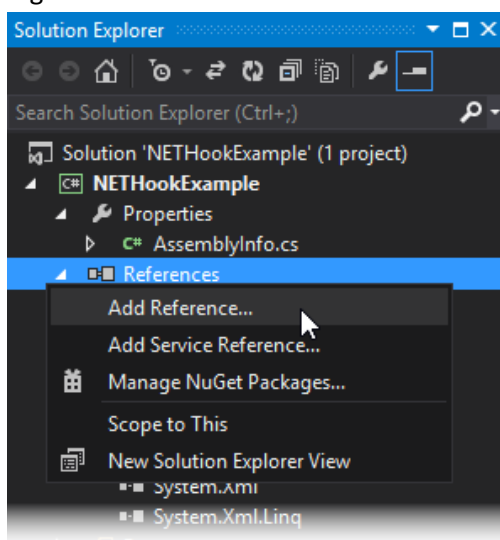 Solution Explorer
Search Solution Explorer (Ctrl+;)
Solution 'NETHookExample' (1 project)
C# NETHookExample
Properties
C# AssemblyInfo.cs
References
Add Reference...
Add Service Reference...
Manage NuGet Packages...
Scope to This
New Solution Explorer View
System.Xml
System.Xml.Linq